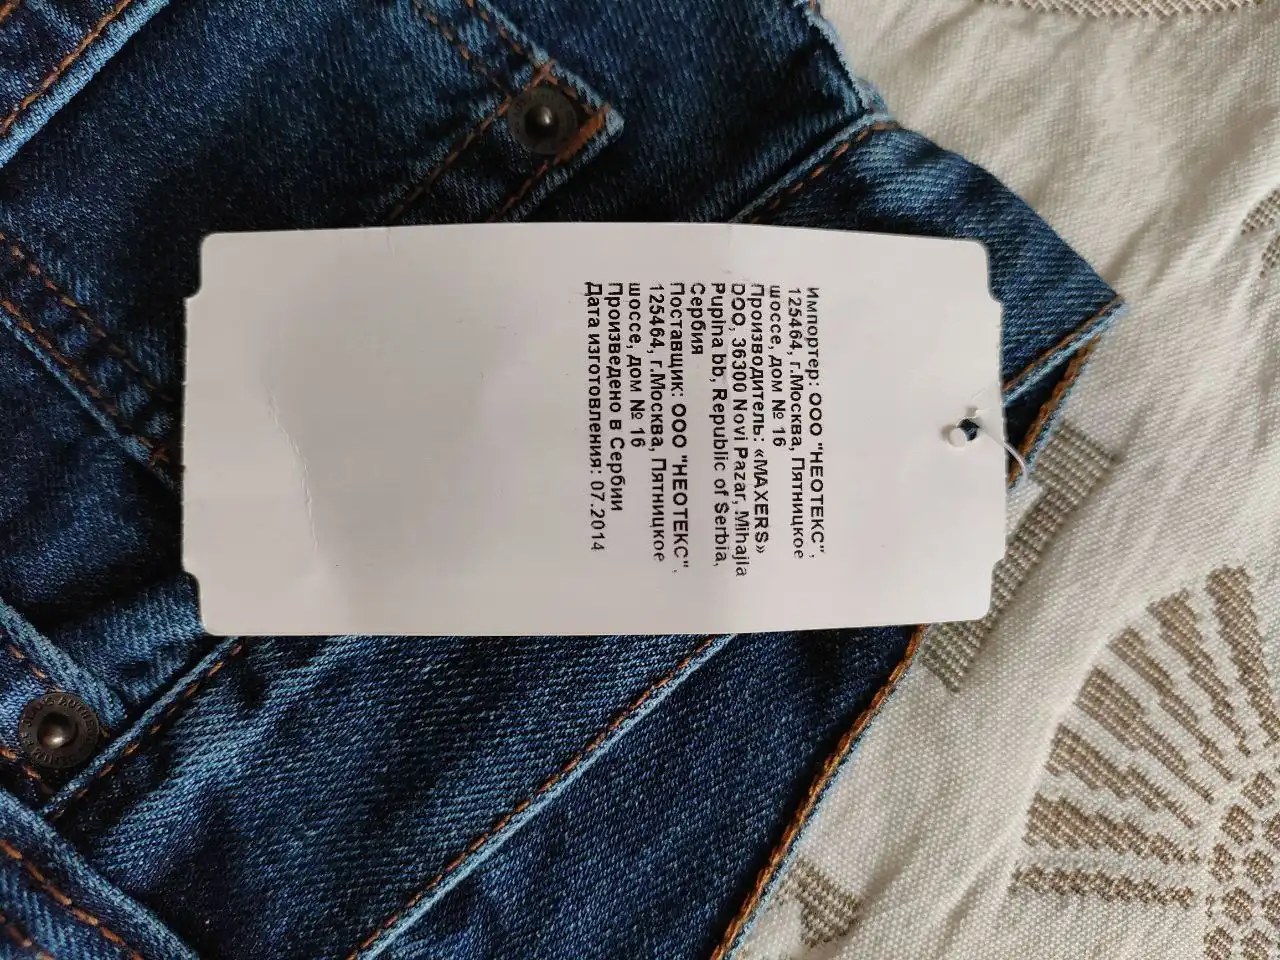 Импортер: ООО "НЕОТЕКС" ,
125464, г.Москва, Пятницкое
шоссе, дом № 16
Производитель: «MAXERS»
DOO, 36300 Novi Pazar, Mihajla
Pupina bb, Republic of Serbia,
Сербия
Поставщик: ООО "НЕОТЕКС" ,
125464, г.Москва, Пятницкое
шоссе, дом № 16
Произведено в Сербии
Дата изготовления: 07.2014
JEANS